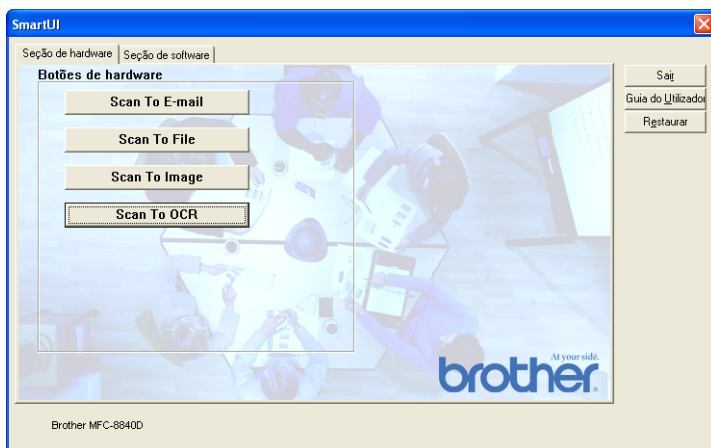 SmartUI
Seção de hardware
Seção de software
Botões de hardware
Scan To E-mail
Scan To File
Scan To Image
Scan To OCR
Sair
Guia do Utilizador
Restaurar
At your side.
brother
Brother MFC-8840D